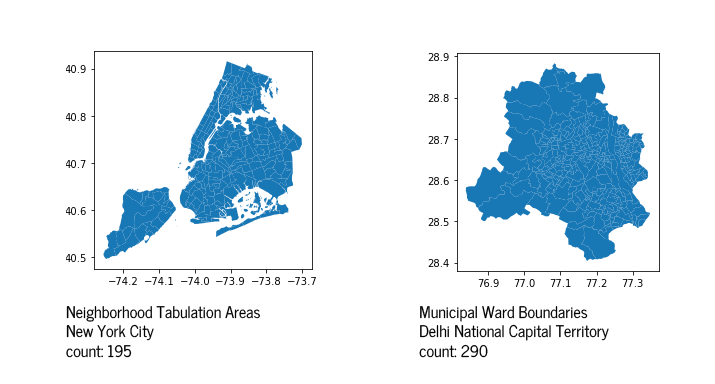 40.9
40.8
40.7
40.6
40.5
−74.2 −74.1 −74.0 −73.9 −73.8 −73.7
Neighborhood Tabulation Areas
New York City
count: 195
28.9
28.8
28.7
28.6
28.5
28.4
76.9 77.0 77.1 77.2 77.3
Municipal Ward Boundaries
Delhi National Capital Territory
count: 290